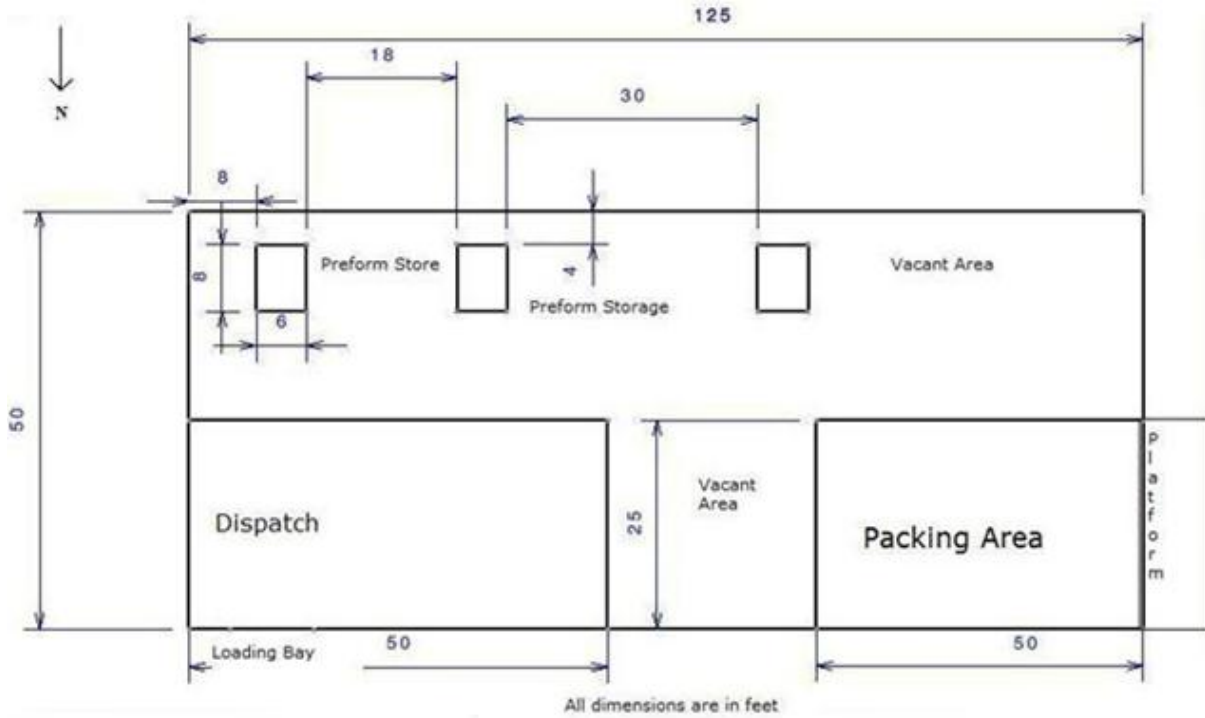 125
18
N
30
8
8
Preform Store
4
Vacant Area
Preform Storage
6
50
Dispatch
25
Vacant
Area
Packing Area
Platform
Loading Bay
50
50
All dimensions are in feet